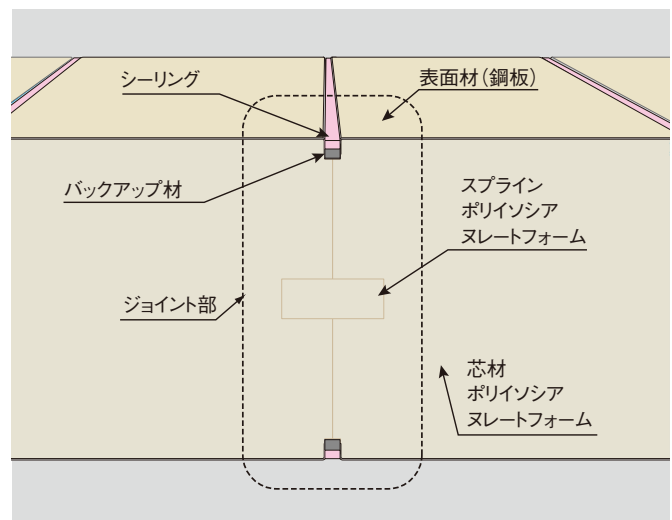 シーリング
表面材（鋼板）
バックアップ材
スプライン
ポリイソシア
ヌレートフォーム
ジョイント部
芯材
ポリイソシア
ヌレートフォーム